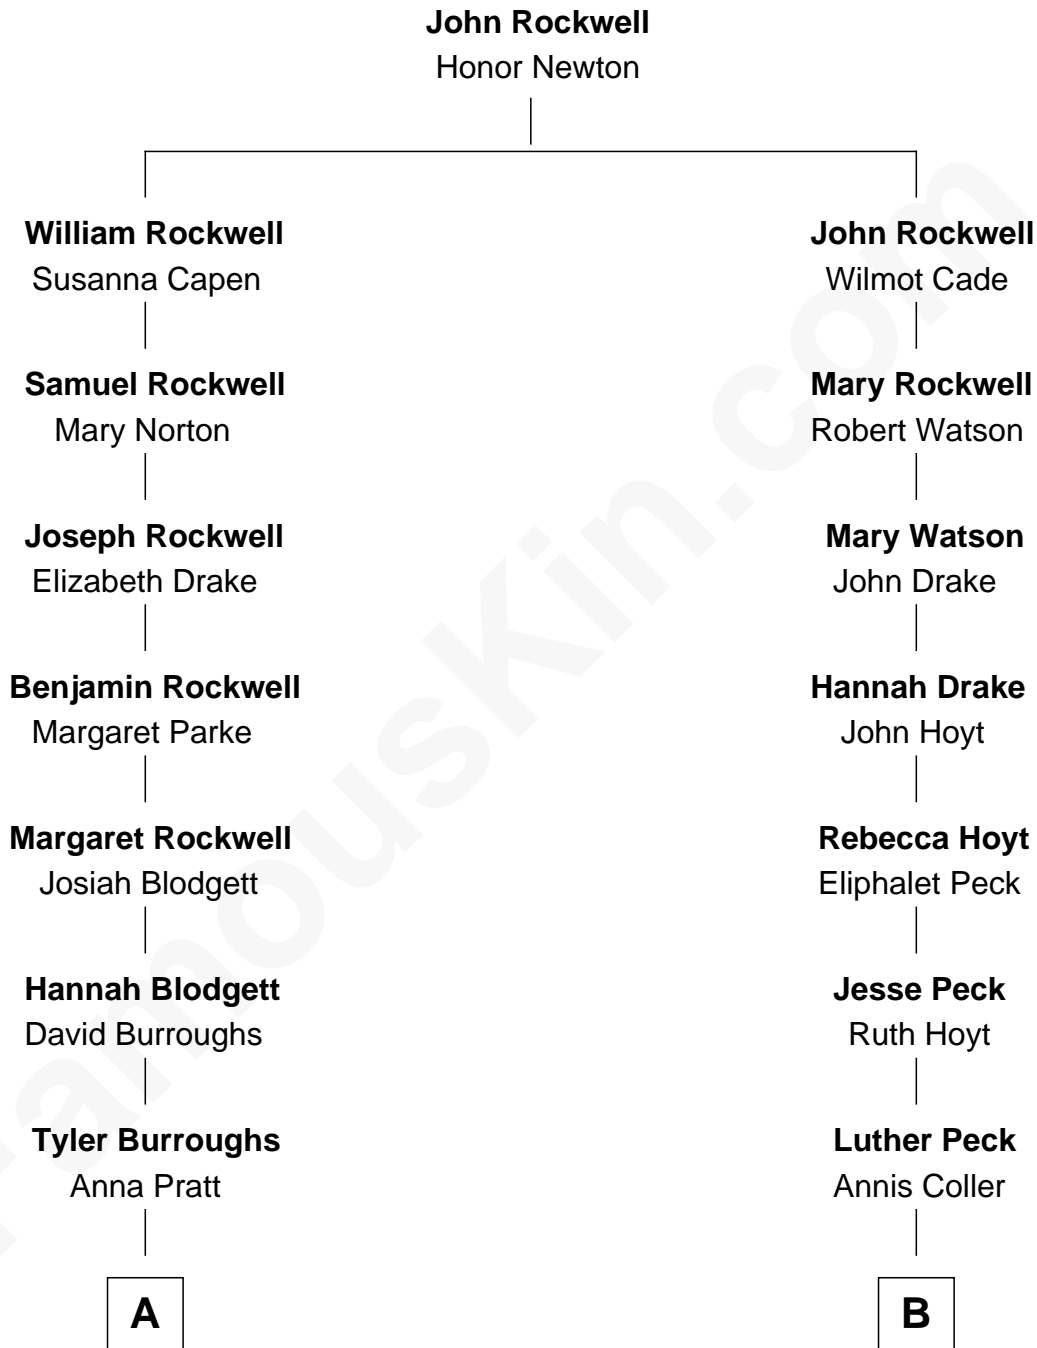 John Rockwell
Honor Newton
William Rockwell
Susanna Capen
John Rockwell
Wilmot Cade
Samuel Rockwell
Mary Norton
Mary Rockwell
Robert Watson
Joseph Rockwell
Elizabeth Drake
Mary Watson
John Drake
Benjamin Rockwell
Margaret Parke
Hannah Drake
John Hoyt
Margaret Rockwell
Josiah Blodgett
Rebecca Hoyt
Eliphalet Peck
Hannah Blodgett
David Burroughs
Jesse Peck
Ruth Hoyt
Tyler Burroughs
Anna Pratt
Luther Peck
Annis Coller
A
B
FamousKin.com